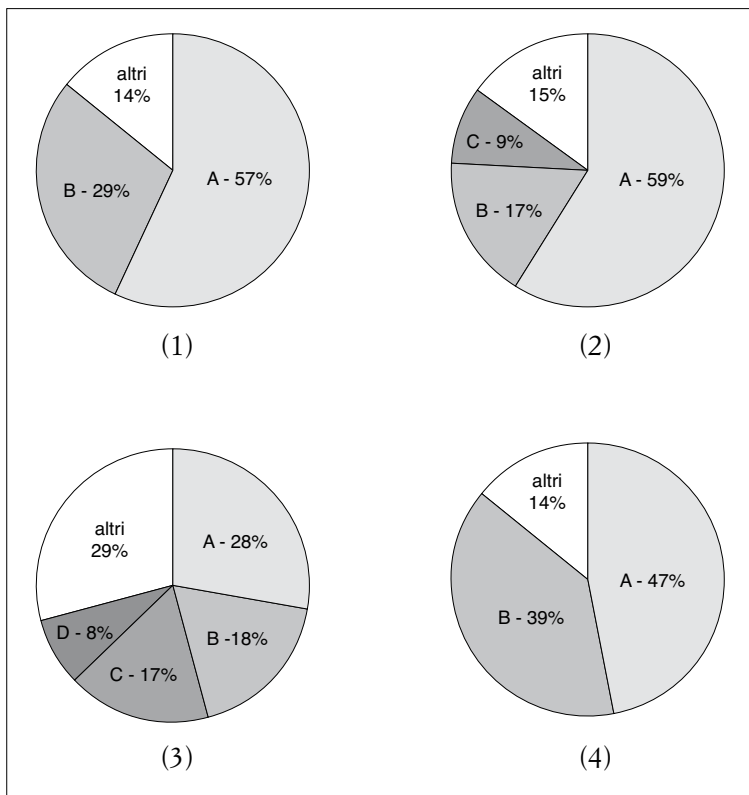 altri
14%
B - 29%
A - 57%
(1)
altri
15%
C - 9%
B - 17%
A - 59%
(2)
altri
29%
A - 28%
D - 8%
B -18%
C - 17%
(3)
altri
14%
A - 47%
B - 39%
(4)